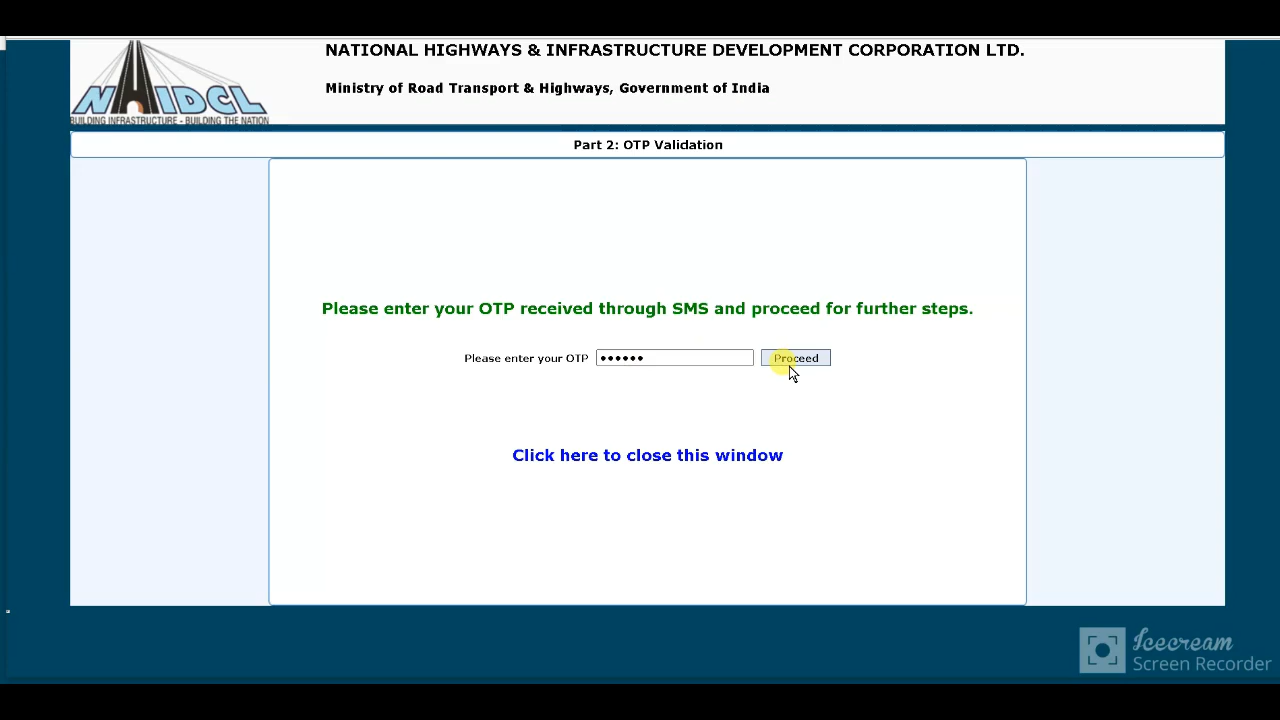 NATIONAL HIGHWAYS & INFRASTRUCTURE DEVELOPMENT CORPORATION LTD.
Ministry of Road Transport & Highways, Government of India
NHIDCL
BUILDING INFRASTRUCTURE - BUILDING THE NATION
Part 2: OTP Validation
Please enter your OTP received through SMS and proceed for further steps.
Please enter your OTP •••••• Proceed
Click here to close this window
Icecream
Screen Recorder